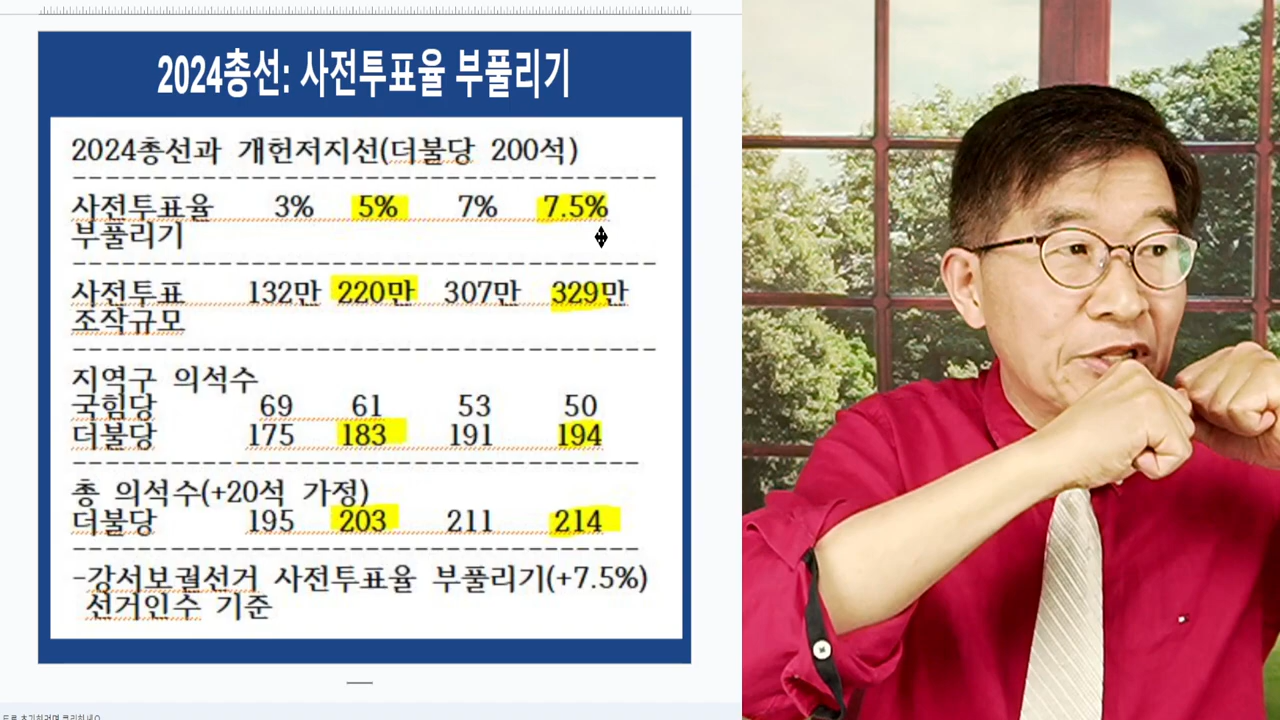 2024총선: 사전투표율 부풀리기
2024총선과 개헌저지선(더불당 200석)
사전투표율 3% 5% 7% 7.5%
부풀리기
사전투표 132만 220만 307만 329만
조작규모
지역구 의석수
국힘당 69 61 53 50
더불당 175 183 191 194
총 의석수(+20석 가정)
더불당 195 203 211 214
-강서보궐선거 사전투표율 부풀리기(+7.5%)
선거인수 기준